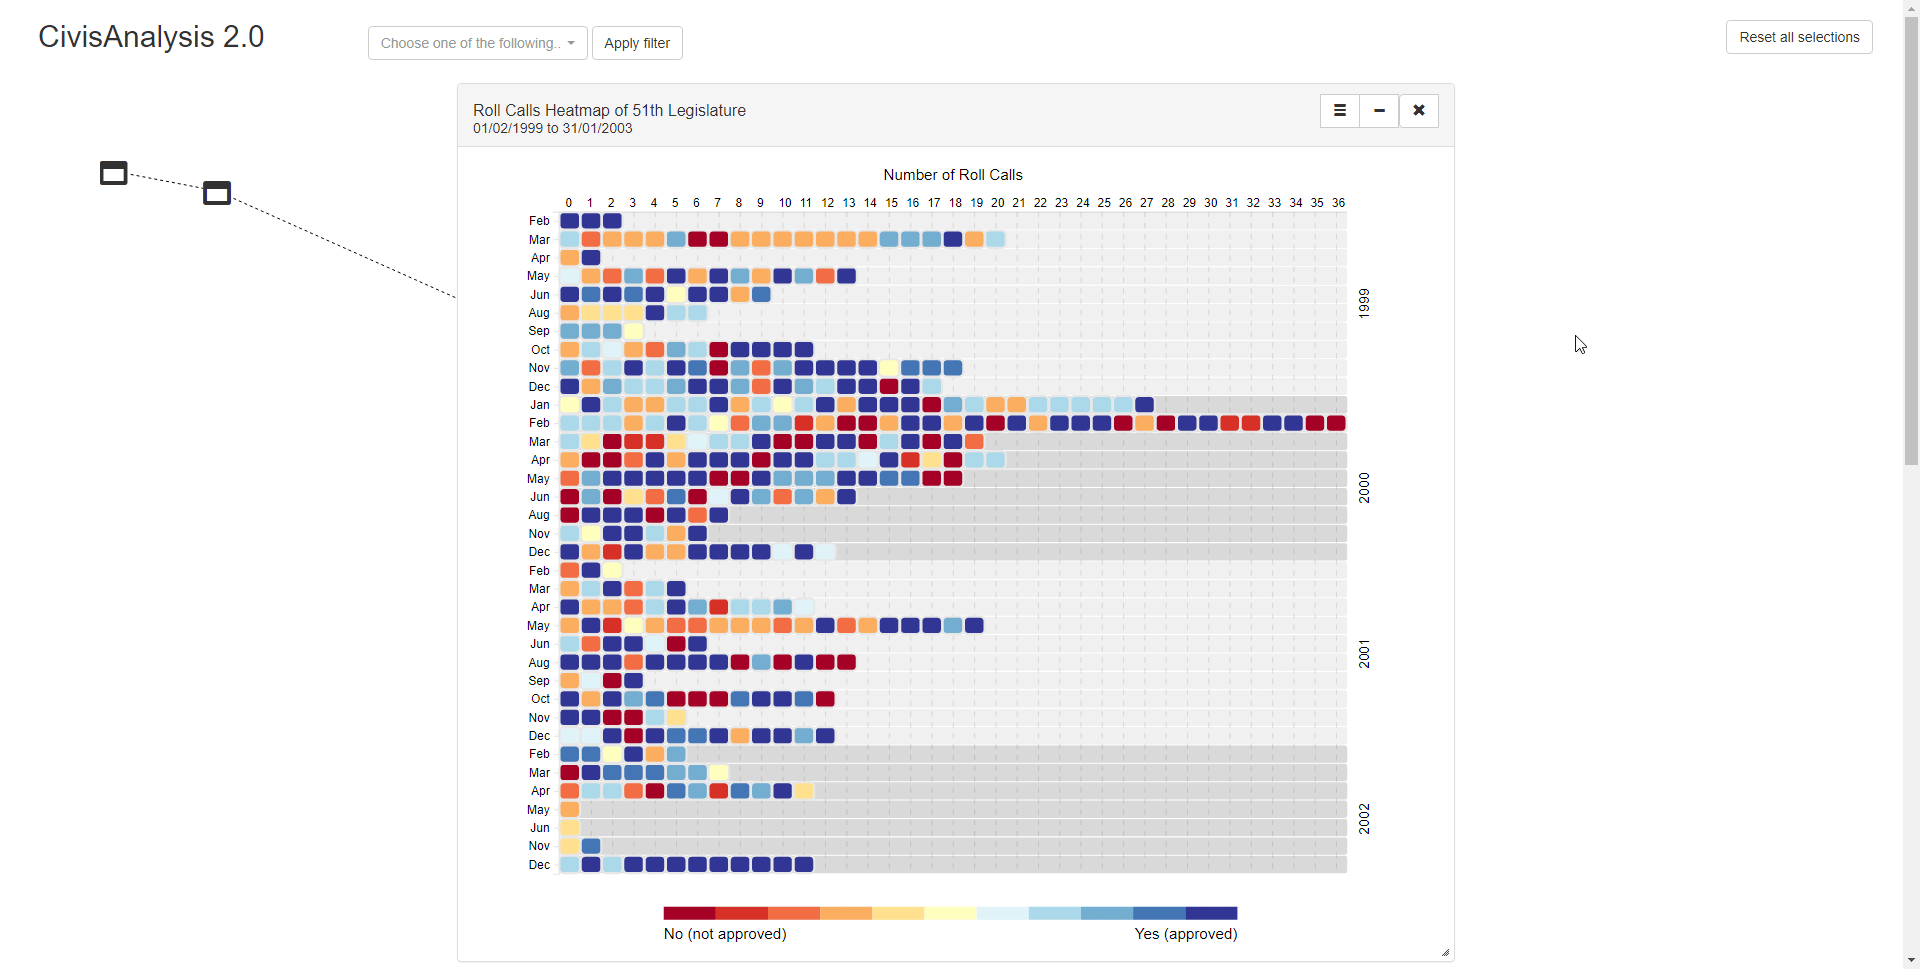 CivisAnalysis 2.0
Choose one of the following..
Apply filter
Reset all selections
Roll Calls Heatmap of 51th Legislature
01/02/1999 to 31/01/2003
Number of Roll Calls
0 1 2 3 4 5 6 7 8 9 10 11 12 13 14 15 16 17 18 19 20 21 22 23 24 25 26 27 28 29 30 31 32 33 34 35 36
Feb
Mar
Apr
May
Jun
Aug
Sep
Oct
Nov
Dec
1999
Jan
Feb
Mar
Apr
May
Jun
Aug
Nov
Dec
2000
Feb
Mar
Apr
May
Jun
Aug
Sep
Oct
Nov
Dec
2001
Feb
Mar
Apr
May
Jun
Nov
Dec
2002
No (not approved)
Yes (approved)